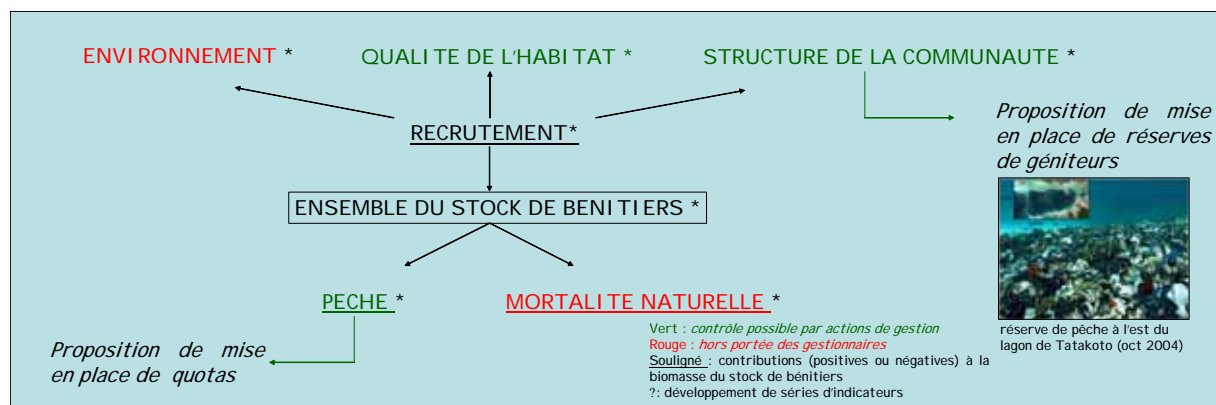 ENVIRONNEMENT *
QUALITE DE L'HABITAT *
STRUCTURE DE LA COMMUNAUTE *
RECRUTEMENT*
Proposition de mise
en place de réserves
de géniteurs
ENSEMBLE DU STOCK DE BENITIERS *
PECHE *
MORTALITE NATURELLE *
Proposition de mise
en place de quotas
Vert : contrôle possible par actions de gestion
Rouge : hors portée des gestionnaires
Souligné : contributions (positives ou négatives) à la
biomasse du stock de bénitiers
?: développement de séries d'indicateurs
réserve de pêche à l'est du
lagon de Tatakoto (oct 2004)